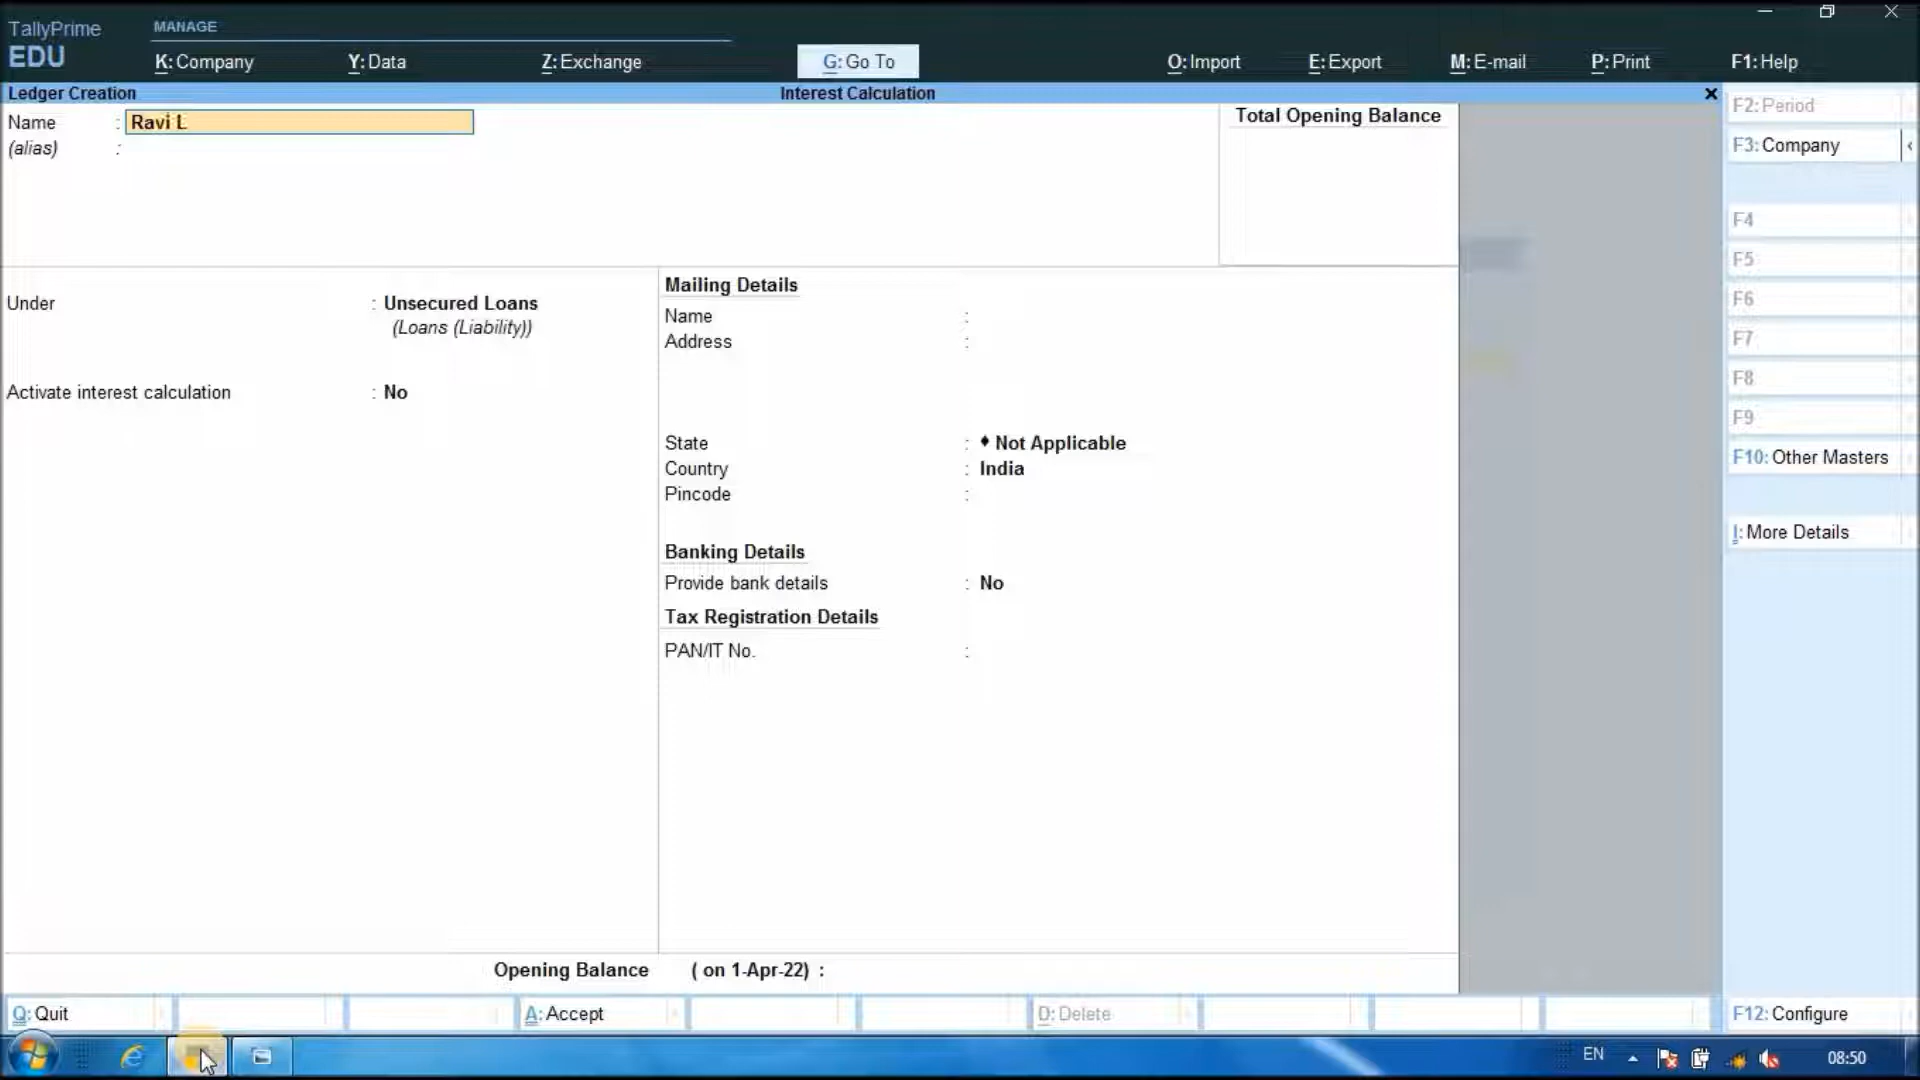 TallyPrime
EDU
MANAGE
K: Company
Y: Data
Z: Exchange
G: Go To
O: Import
E: Export
M: E-mail
P: Print
F1: Help
Ledger Creation
Interest Calculation
Name : Ravi L
(alias) :
Total Opening Balance
Under : Unsecured Loans
(Loans (Liability))
Activate interest calculation : No
Mailing Details
Name :
Address :
State : ♦ Not Applicable
Country : India
Pincode :
Banking Details
Provide bank details : No
Tax Registration Details
PAN/IT No. :
Opening Balance ( on 1-Apr-22) :
F2: Period
F3: Company
F4
F5
F6
F7
F8
F9
F10: Other Masters
I: More Details
Q: Quit
A: Accept
D: Delete
F12: Configure
EN
08:50